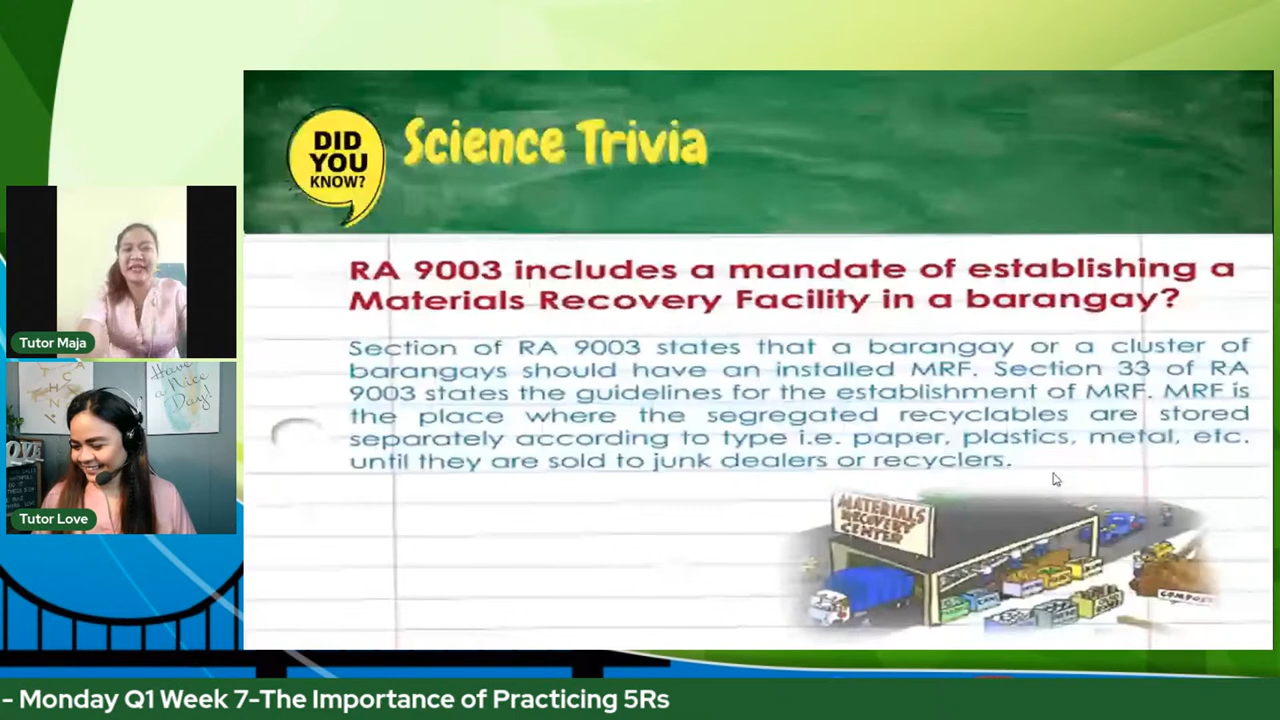 DID
YOU
KNOW?
Science Trivia
RA 9003 includes a mandate of establishing a
Materials Recovery Facility in a barangay?
Section of RA 9003 states that a barangay or a cluster of
barangays should have an installed MRF. Section 33 of RA
9003 states the guidelines for the establishment of MRF. MRF is
the place where the segregated recyclables are stored
separately according to type i.e. paper, plastics, metal, etc.
until they are sold to junk dealers or recyclers.
MATERIALS
RECOVERY
CENTER
COMPOST
Tutor Maja
Have
a Nice
Day!
Tutor Love
– Monday Q1 Week 7-The Importance of Practicing 5Rs